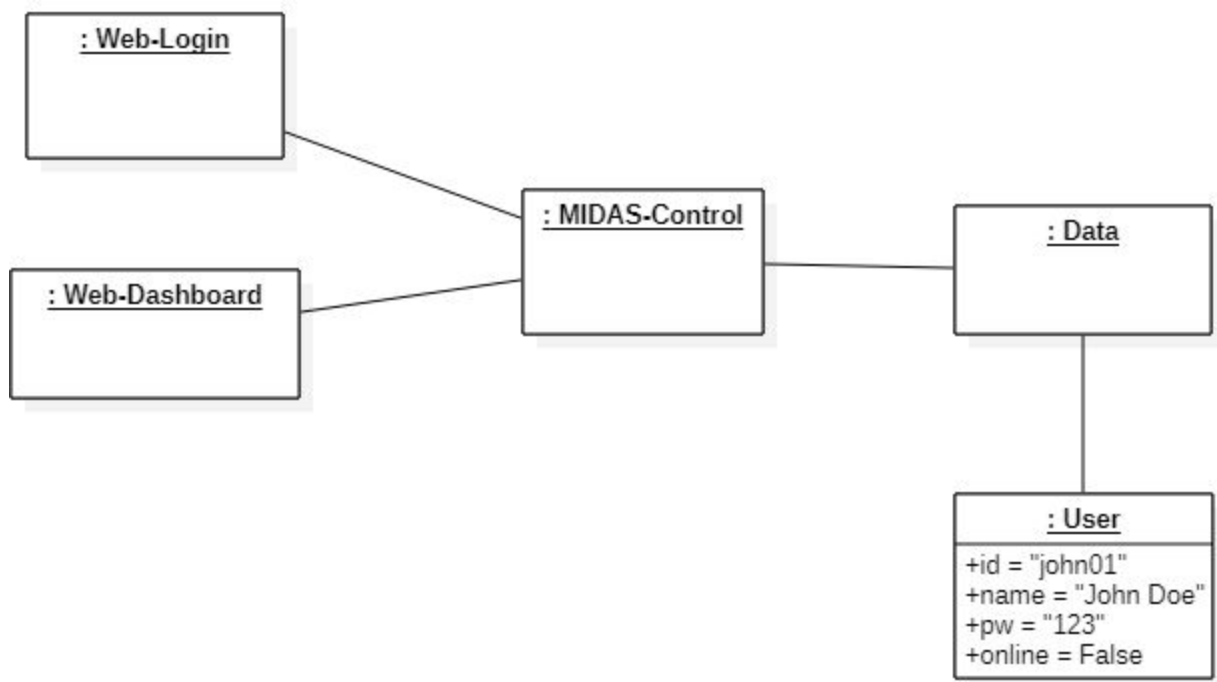 : Web-Login
: MIDAS-Control
: Data
: Web-Dashboard
: User
+id = "john01"
+name = "John Doe"
+pw = "123"
+online = False